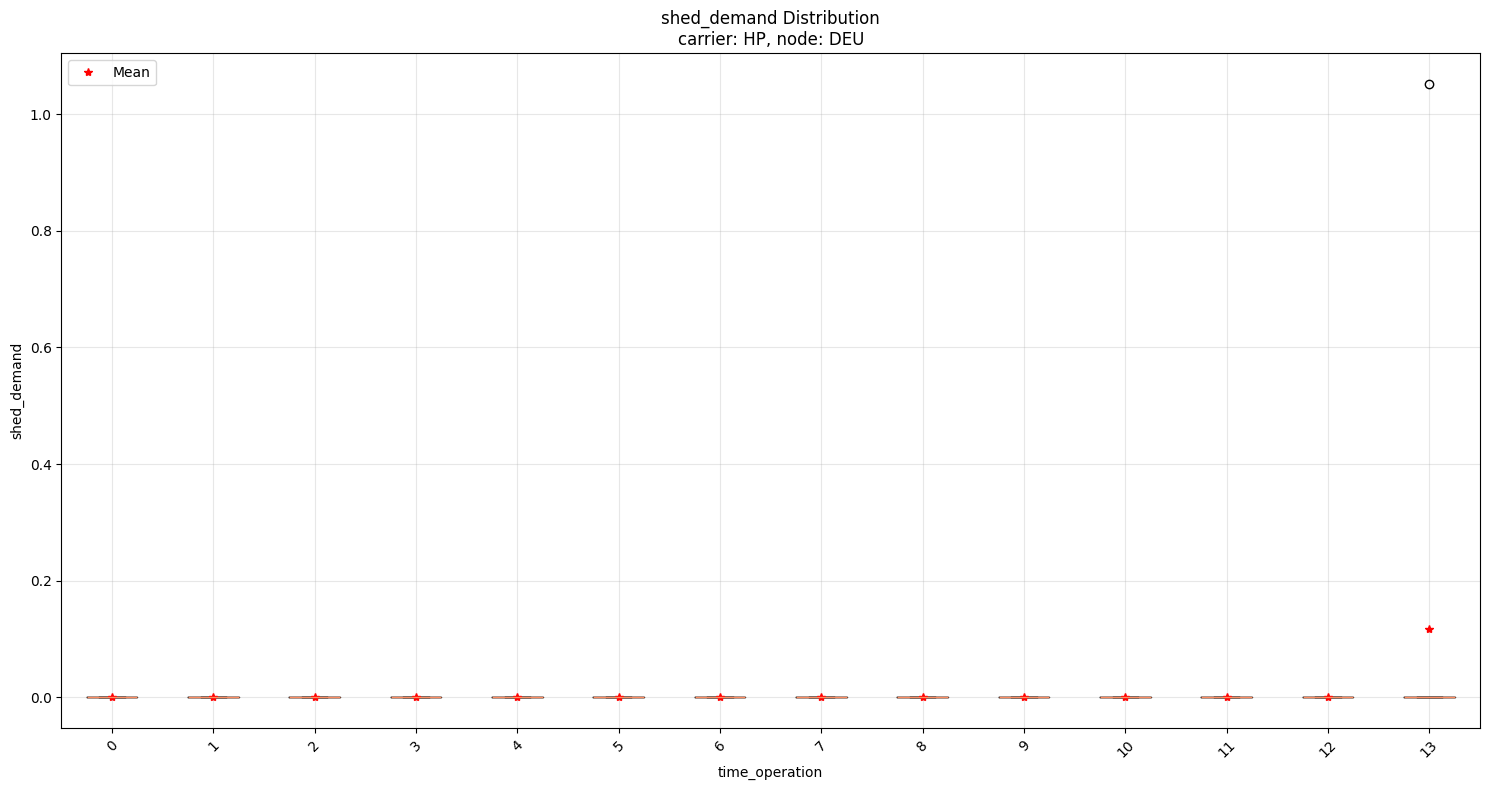 shed_demand Distribution
carrier: HP, node: DEU
Mean
1.0
0.8
0.6
0.4
0.2
0.0
shed_demand
0 1 2 3 4 5 6 7 8 9 10 11 12 13
time_operation